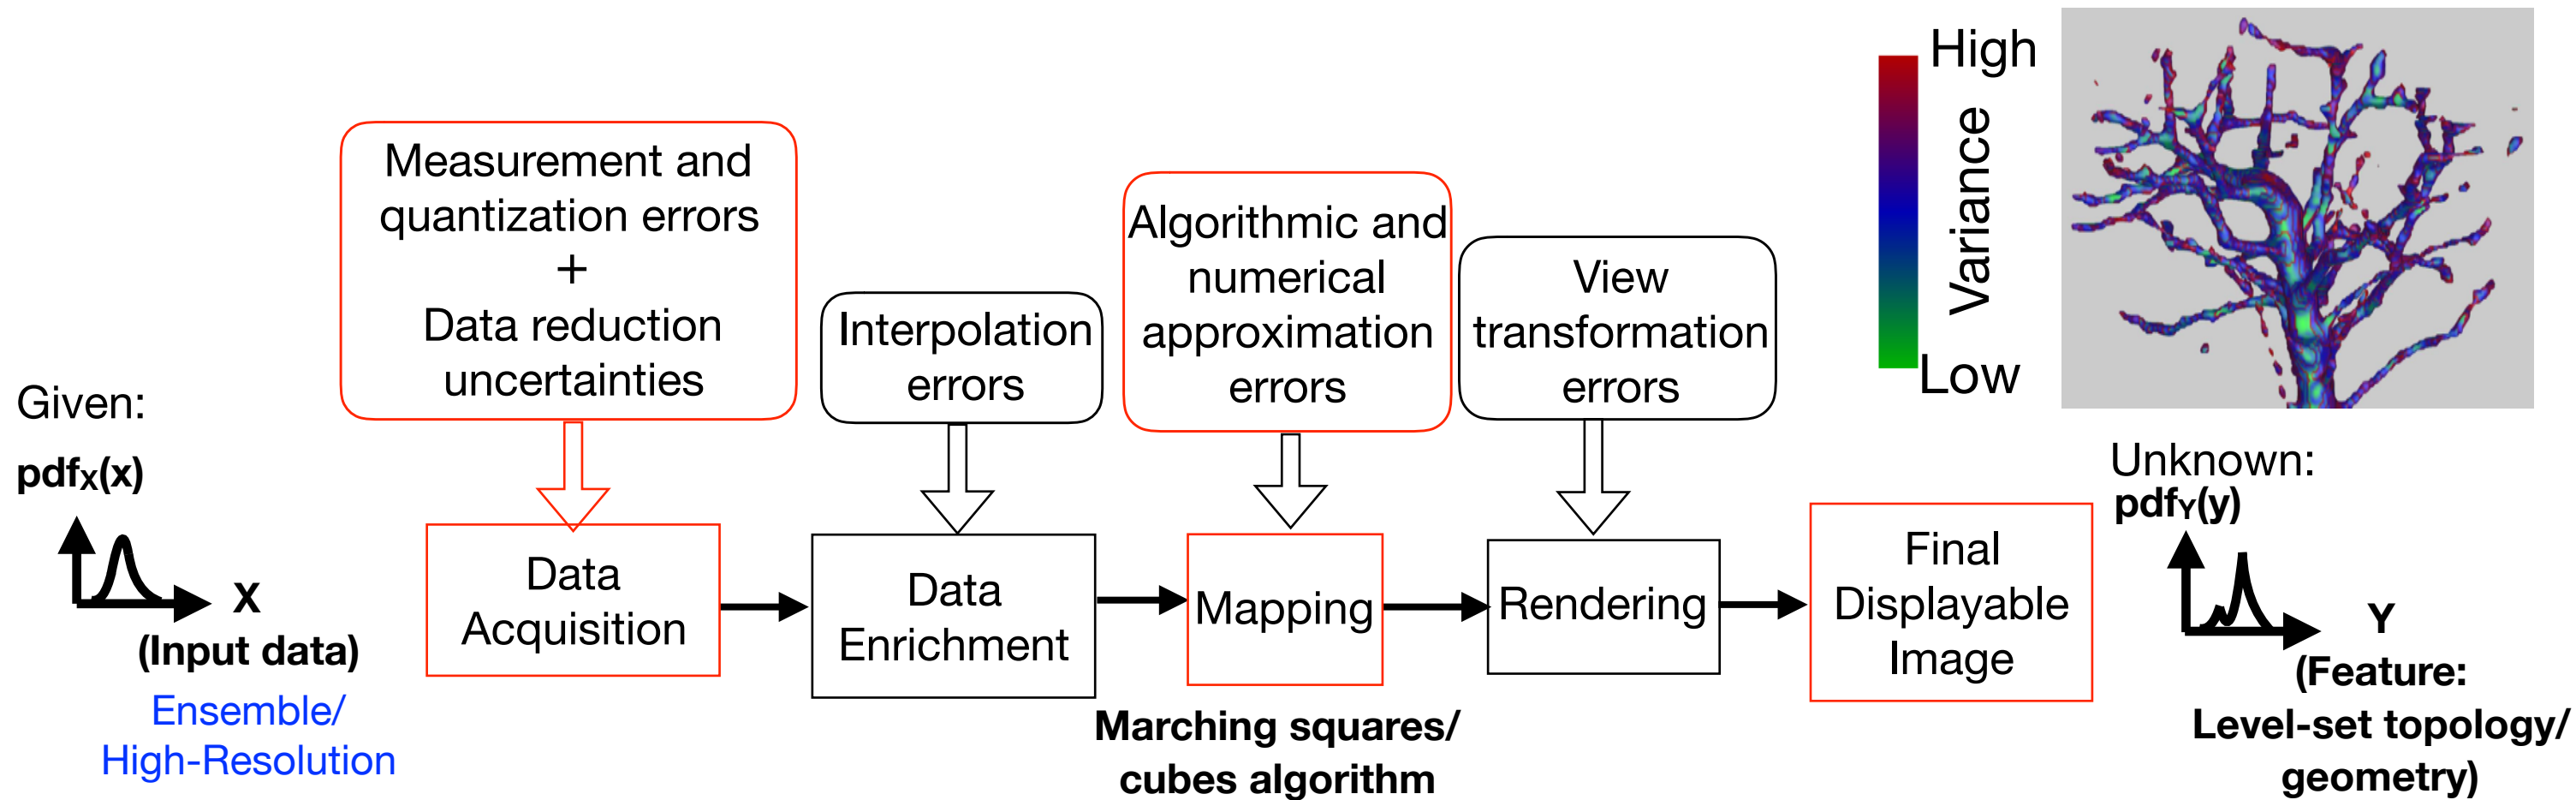 Given:
pdfX(x)
X
(Input data)
Ensemble/
High-Resolution
Measurement and
quantization errors
+
Data reduction
uncertainties
Data
Acquisition
Interpolation
errors
Data
Enrichment
Algorithmic and
numerical
approximation
errors
Mapping
Marching squares/
cubes algorithm
View
transformation
errors
Rendering
Final
Displayable
Image
High
Variance
Low
Unknown:
pdfY(y)
Y
(Feature:
Level-set topology/
geometry)